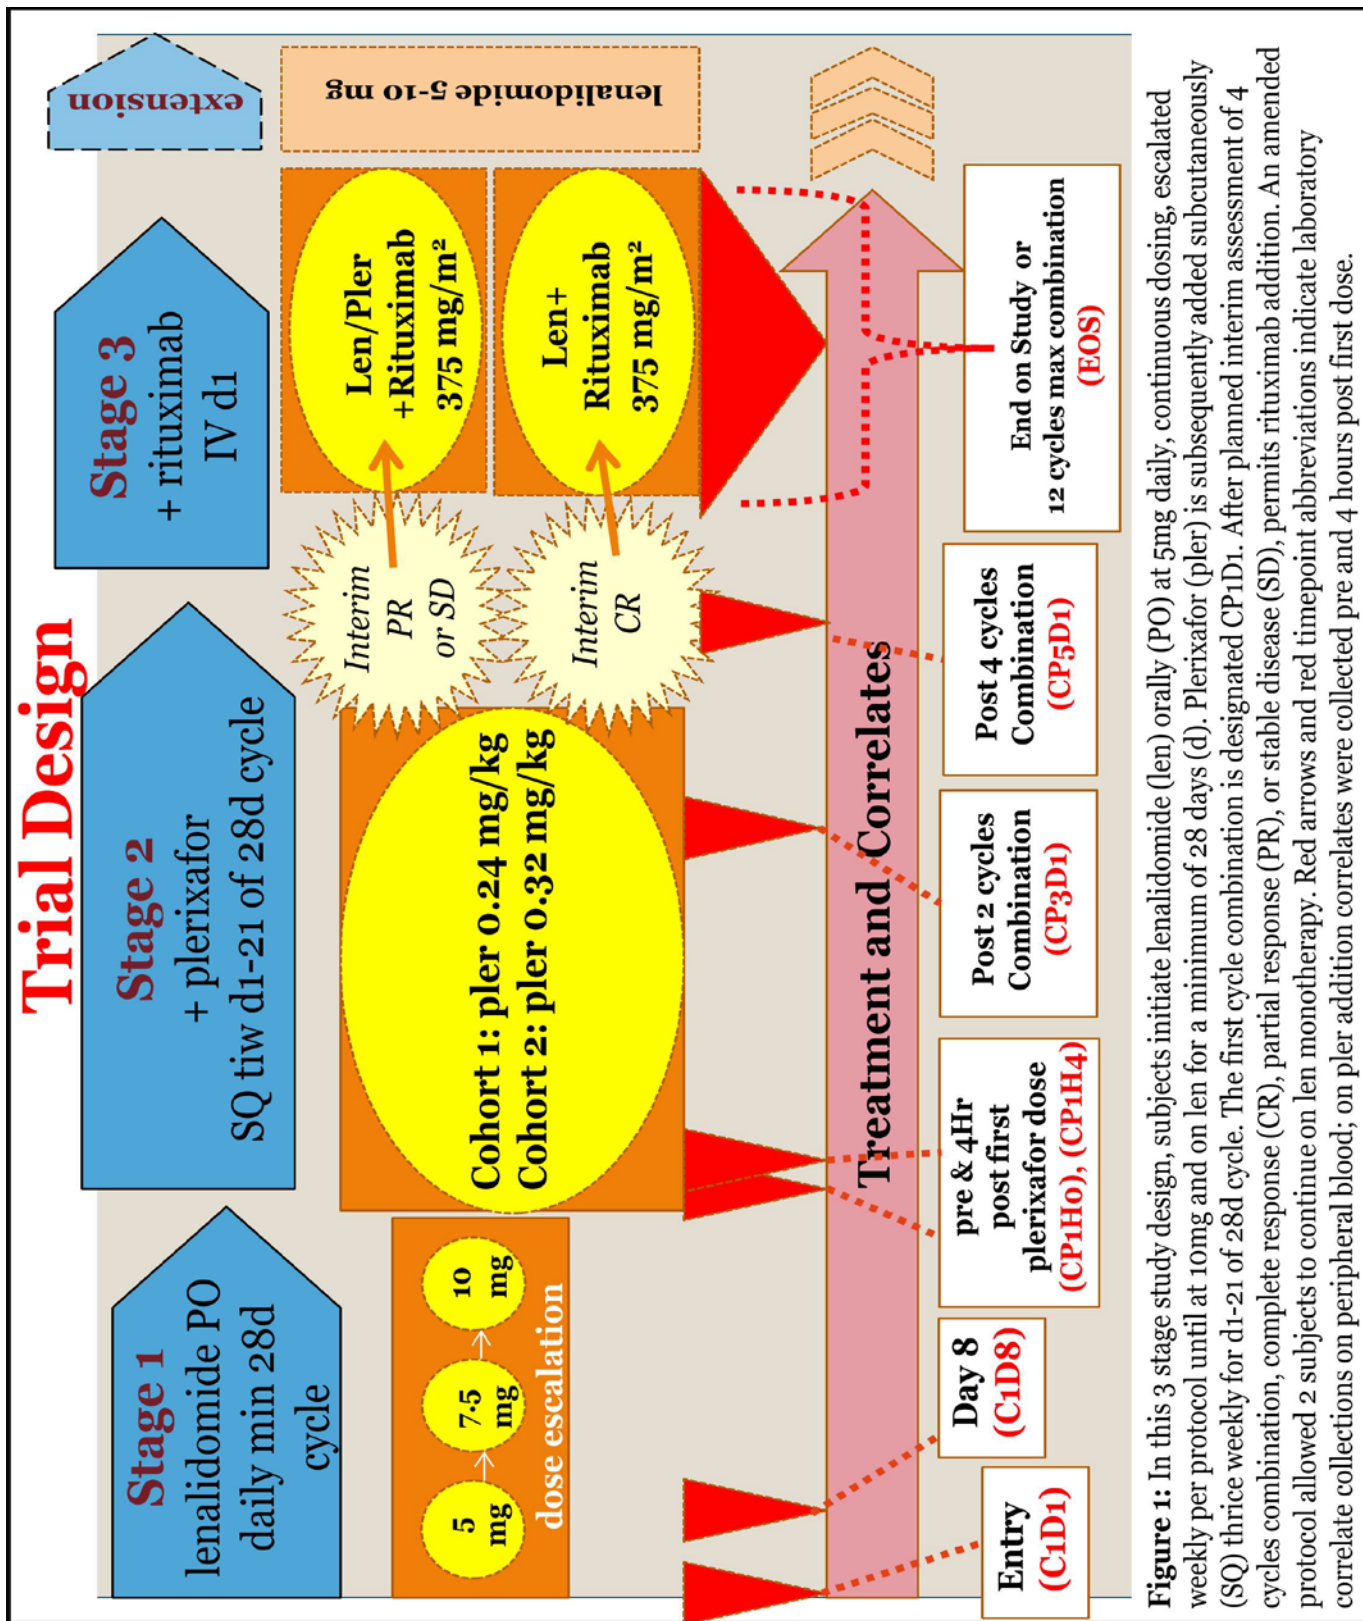 Trial Design
Stage 1
lenalidomide PO
daily min 28d
cycle
Stage 2
+ plerixafor
SQ tiw d1-21 of 28d cycle
Stage 3
+ rituximab
IV d1
extension
5
mg
7.5
mg
10
mg
dose escalation
Cohort 1: pler 0.24 mg/kg
Cohort 2: pler 0.32 mg/kg
Interim
PR
or SD
Interim
CR
Len/Pler
+Rituximab
375 mg/m²
Len+
Rituximab
375 mg/m²
lenalidomide 5-10 mg
Treatment and Correlates
Entry
(C1D1)
Day 8
(C1D8)
pre & 4Hr
post first
plerixafor dose
(CP1H0), (CP1H4)
Post 2 cycles
Combination
(CP3D1)
Post 4 cycles
Combination
(CP5D1)
End on Study or
12 cycles max combination
(EOS)
Figure 1: In this 3 stage study design, subjects initiate lenalidomide (len) orally (PO) at 5mg daily, continuous dosing, escalated
weekly per protocol until at 10mg and on len for a minimum of 28 days (d). Plerixafor (pler) is subsequently added subcutaneously
(SQ) thrice weekly for d1-21 of 28d cycle. The first cycle combination is designated CP1D1. After planned interim assessment of 4
cycles combination, complete response (CR), partial response (PR), or stable disease (SD), permits rituximab addition. An amended
protocol allowed 2 subjects to continue on len monotherapy. Red arrows and red timepoint abbreviations indicate laboratory
correlate collections on peripheral blood; on pler addition correlates were collected pre and 4 hours post first dose.